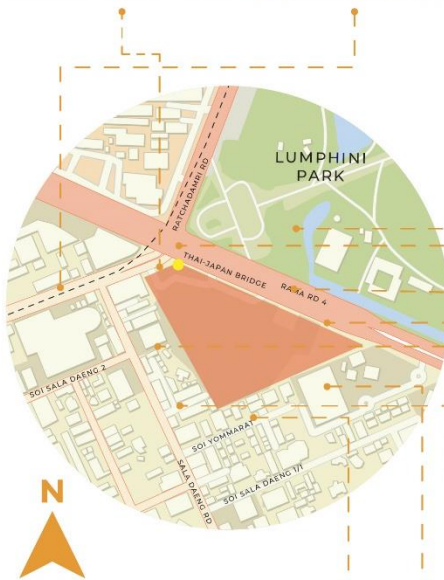 LUMPHINI
PARK
RATCHADAMRI RD
THAI-JAPAN BRIDGE
RAMA RD 4
SOI SALA DAENG 2
SOI YOMMARAT
SALA DAENG RD
SOI SALA DAENG 1/1
N